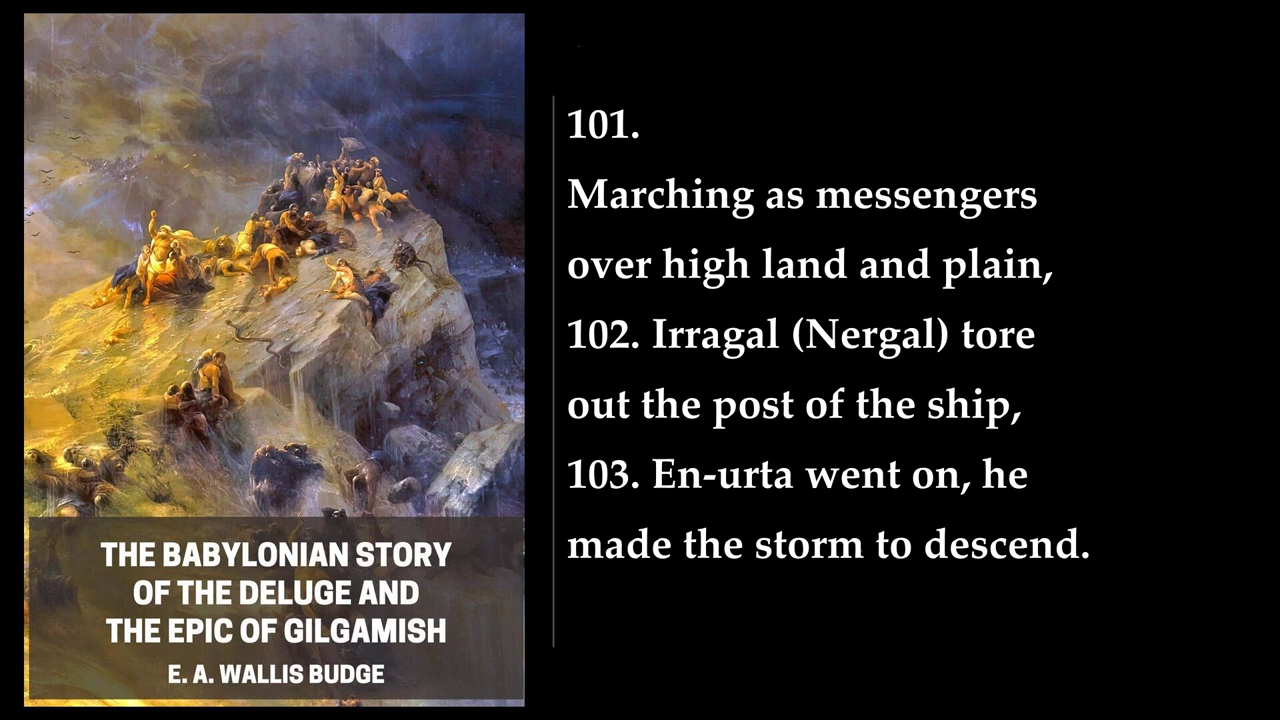 THE BABYLONIAN STORY
OF THE DELUGE AND
THE EPIC OF GILGAMISH
E. A. WALLIS BUDGE
101.
Marching as messengers
over high land and plain,
102. Irragal (Nergal) tore
out the post of the ship,
103. En-urta went on, he
made the storm to descend.